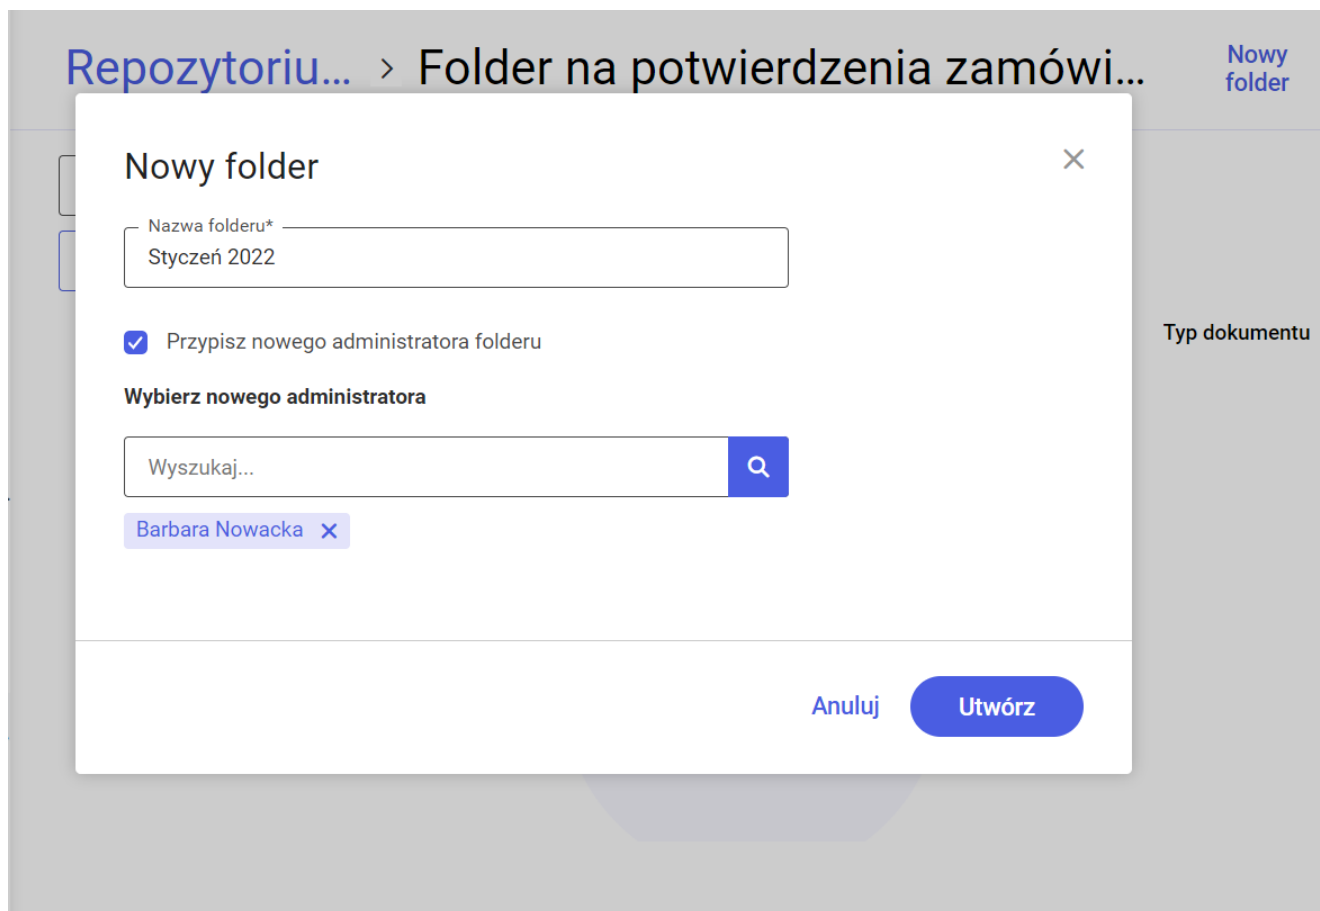 Repozytoriu... > Folder na potwierdzenia zamówi...
Nowy
folder
Nowy folder
Nazwa folderu*
Styczeń 2022
Przypisz nowego administratora folderu
Typ dokumentu
Wybierz nowego administratora
Wyszukaj...
Barbara Nowacka
Anuluj
Utwórz